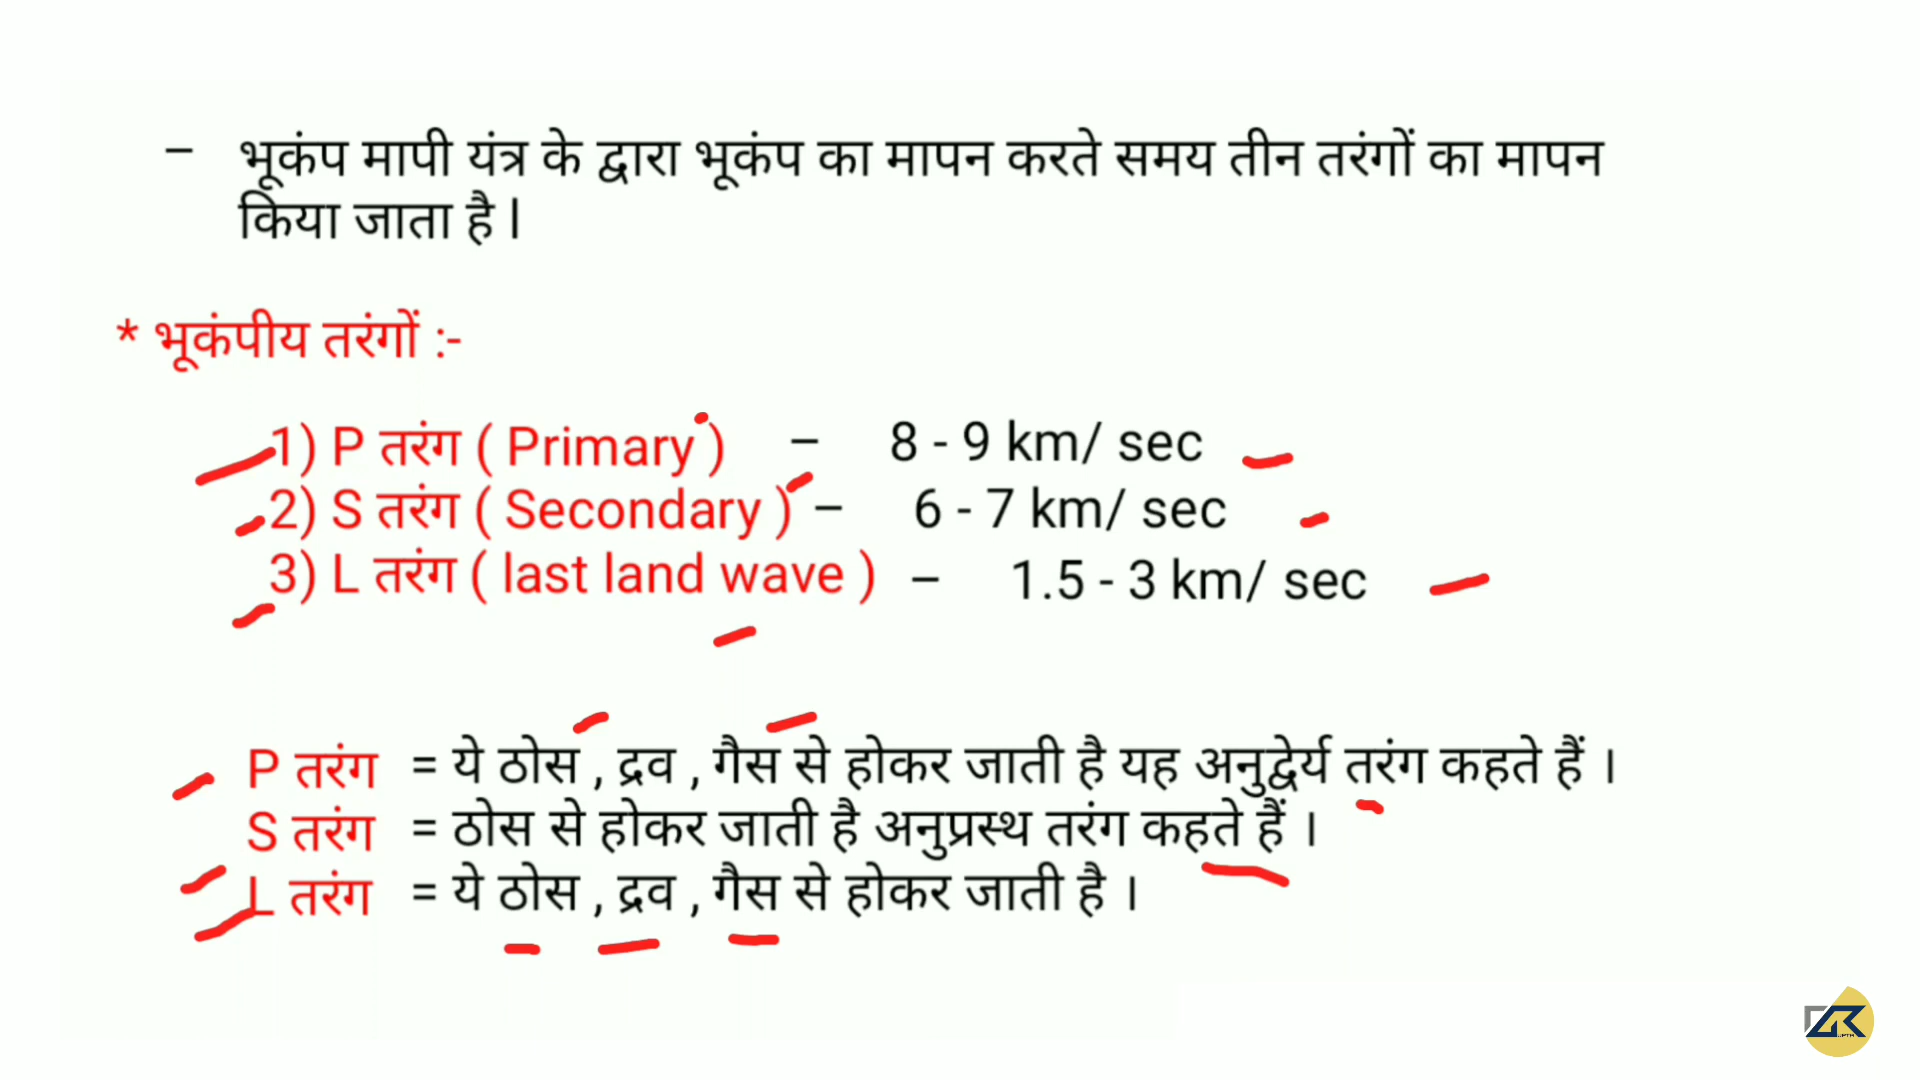 – भूकंप मापी यंत्र के द्वारा भूकंप का मापन करते समय तीन तरंगों का मापन
किया जाता है l
* भूकंपीय तरंगों :-
1) P तरंग ( Primary ) – 8 - 9 km/ sec
2) S तरंग ( Secondary ) – 6 - 7 km/ sec
3) L तरंग ( last land wave ) – 1.5 - 3 km/ sec
P तरंग = ये ठोस , द्रव , गैस से होकर जाती है यह अनुद्वेर्य तरंग कहते हैं ।
S तरंग = ठोस से होकर जाती है अनुप्रस्थ तरंग कहते हैं ।
L तरंग = ये ठोस , द्रव , गैस से होकर जाती है ।